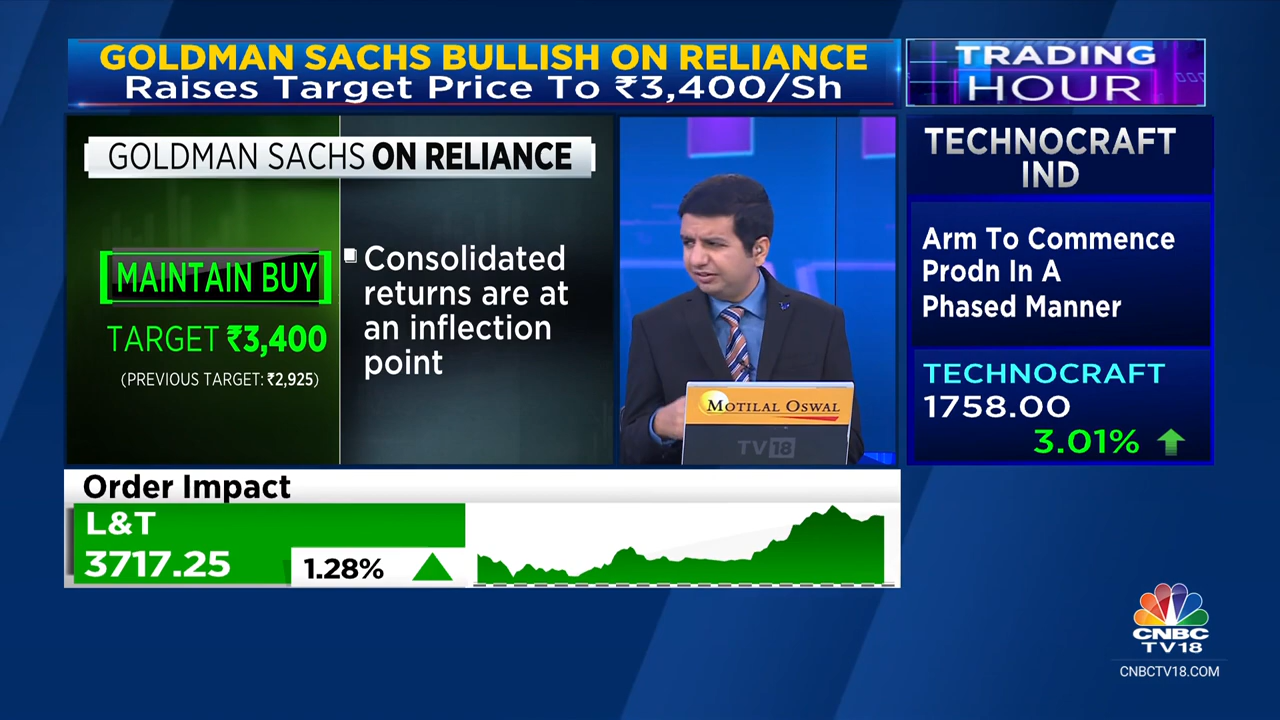 GOLDMAN SACHS BULLISH ON RELIANCE
Raises Target Price To ₹3,400/Sh
TRADING
HOUR
GOLDMAN SACHS ON RELIANCE
MAINTAIN BUY
TARGET ₹3,400
(PREVIOUS TARGET: ₹2,925)
Consolidated
returns are at
an inflection
point
MOTILAL OSWAL
TV18
TECHNOCRAFT
IND
Arm To Commence
Prodn In A
Phased Manner
TECHNOCRAFT
1758.00
3.01%
Order Impact
L&T
3717.25
1.28%
CNBC
TV18
CNBCTV18.COM